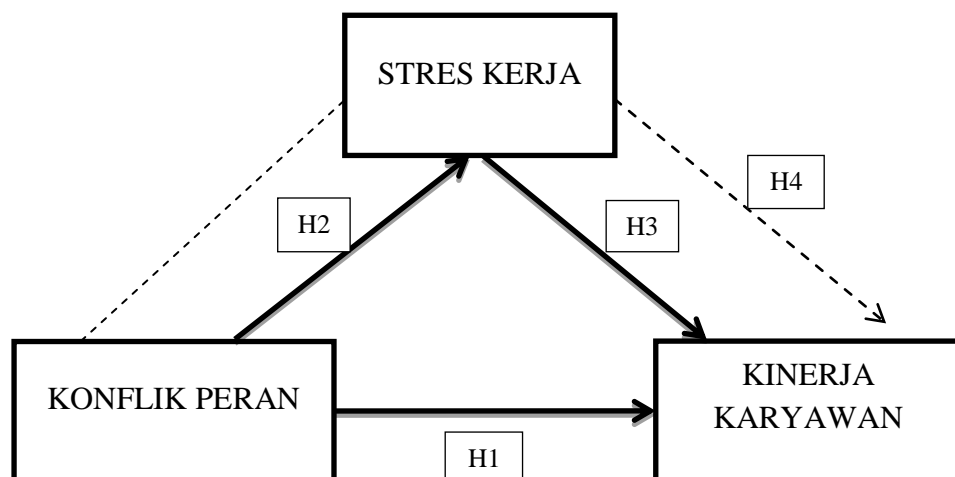 STRES KERJA
H4
H2
H3
KONFLIK PERAN
KINERJA
KARYAWAN
H1